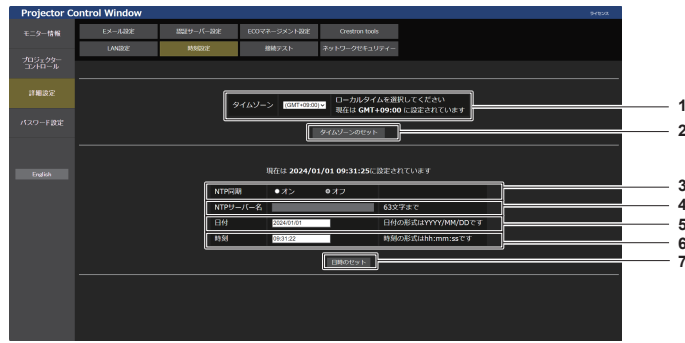 Projector Control Window
ライセンス
モニター情報
プロジェクター
コントロール
詳細設定
パスワード設定
English
Eメール設定
認証サーバー設定
ECOマネージメント設定
Crestron tools
LAN設定
時刻設定
接続テスト
ネットワークセキュリティー
タイムゾーン
(GMT+09:00)
ローカルタイムを選択してください
現在は GMT+09:00 に設定されています
1
タイムゾーンのセット
2
現在は 2024/01/01 09:31:25に設定されています
NTP同期 オン オフ
3
NTPサーバー名 63文字まで
4
日付 2024/01/01 日付の形式はYYYY/MM/DDです
5
時刻 09:31:22 時刻の形式はhh:mm:ssです
6
日時のセット
7